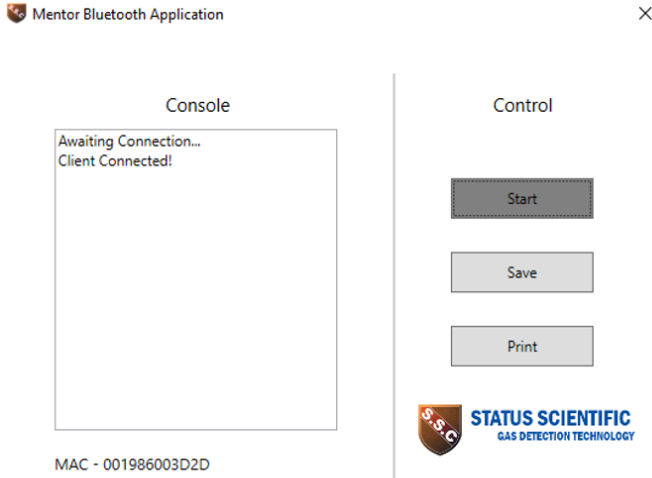 Mentor Bluetooth Application
Console
Awaiting Connection...
Client Connected!
MAC - 001986003D2D
Control
Start
Save
Print
S.S.C
STATUS SCIENTIFIC
GAS DETECTION TECHNOLOGY